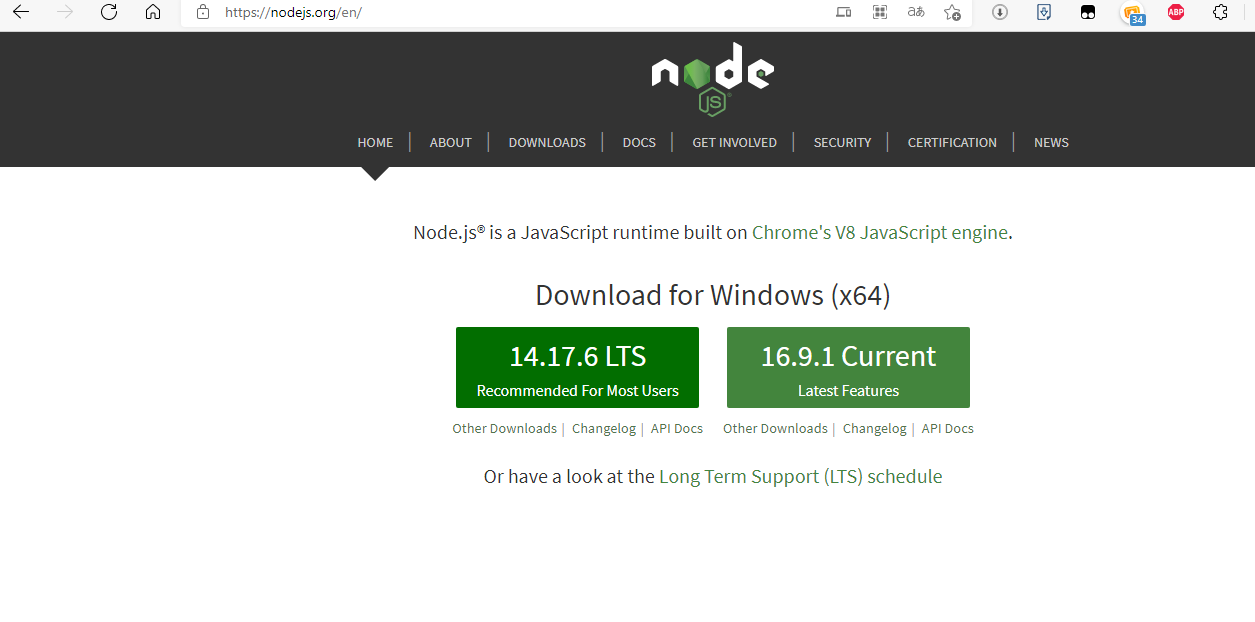 https://nodejs.org/en/
aあ
34
ABP
node
JS
HOME | ABOUT | DOWNLOADS | DOCS | GET INVOLVED | SECURITY | CERTIFICATION | NEWS
Node.js® is a JavaScript runtime built on Chrome's V8 JavaScript engine.
Download for Windows (x64)
14.17.6 LTS
Recommended For Most Users
16.9.1 Current
Latest Features
Other Downloads | Changelog | API Docs
Other Downloads | Changelog | API Docs
Or have a look at the Long Term Support (LTS) schedule